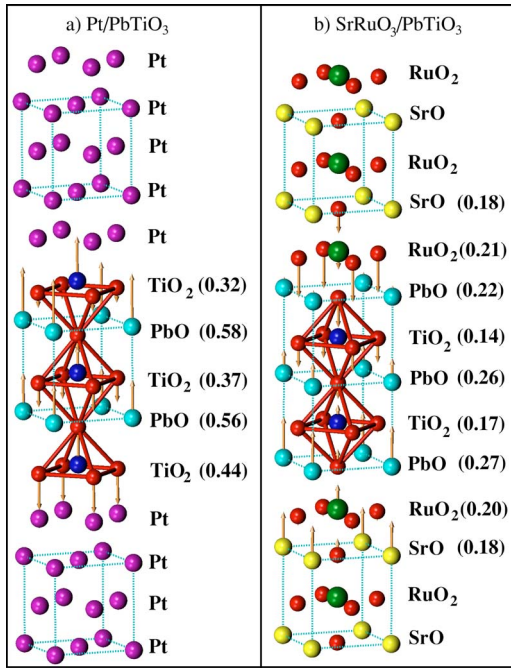 a) Pt/PbTiO3
Pt
Pt
Pt
Pt
Pt
TiO2 (0.32)
PbO (0.58)
TiO2 (0.37)
PbO (0.56)
TiO2 (0.44)
Pt
Pt
Pt
Pt
b) SrRuO3/PbTiO3
RuO2
SrO
RuO2
SrO (0.18)
RuO2 (0.21)
PbO (0.22)
TiO2 (0.14)
PbO (0.26)
TiO2 (0.17)
PbO (0.27)
RuO2 (0.20)
SrO (0.18)
RuO2
SrO